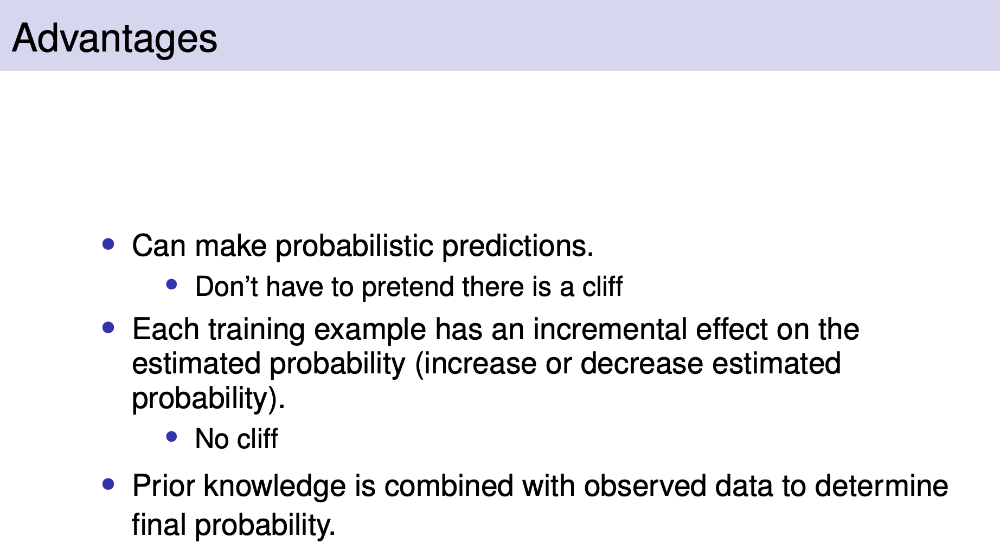 Advantages
Can make probabilistic predictions.
Don't have to pretend there is a cliff
Each training example has an incremental effect on the
estimated probability (increase or decrease estimated
probability).
No cliff
Prior knowledge is combined with observed data to determine
final probability.